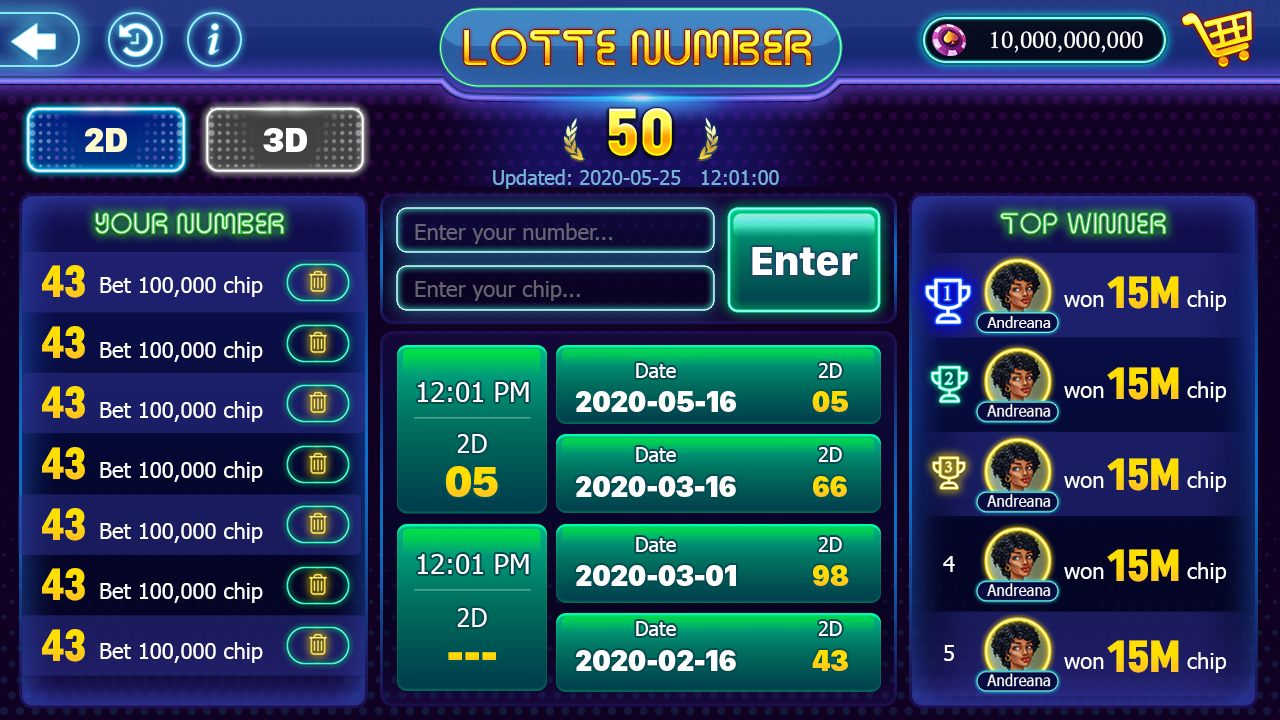 LOTTE NUMBER
10,000,000,000
2D
3D
50
Updated: 2020-05-25 12:01:00
YOUR NUMBER
43 Bet 100,000 chip
43 Bet 100,000 chip
43 Bet 100,000 chip
43 Bet 100,000 chip
43 Bet 100,000 chip
43 Bet 100,000 chip
43 Bet 100,000 chip
Enter your number...
Enter your chip...
Enter
12:01 PM
2D
05
12:01 PM
2D
---
Date 2D
2020-05-16 05
Date 2D
2020-03-16 66
Date 2D
2020-03-01 98
Date 2D
2020-02-16 43
TOP WINNER
1 won 15M chip
Andreana
2 won 15M chip
Andreana
3 won 15M chip
Andreana
4 won 15M chip
Andreana
5 won 15M chip
Andreana